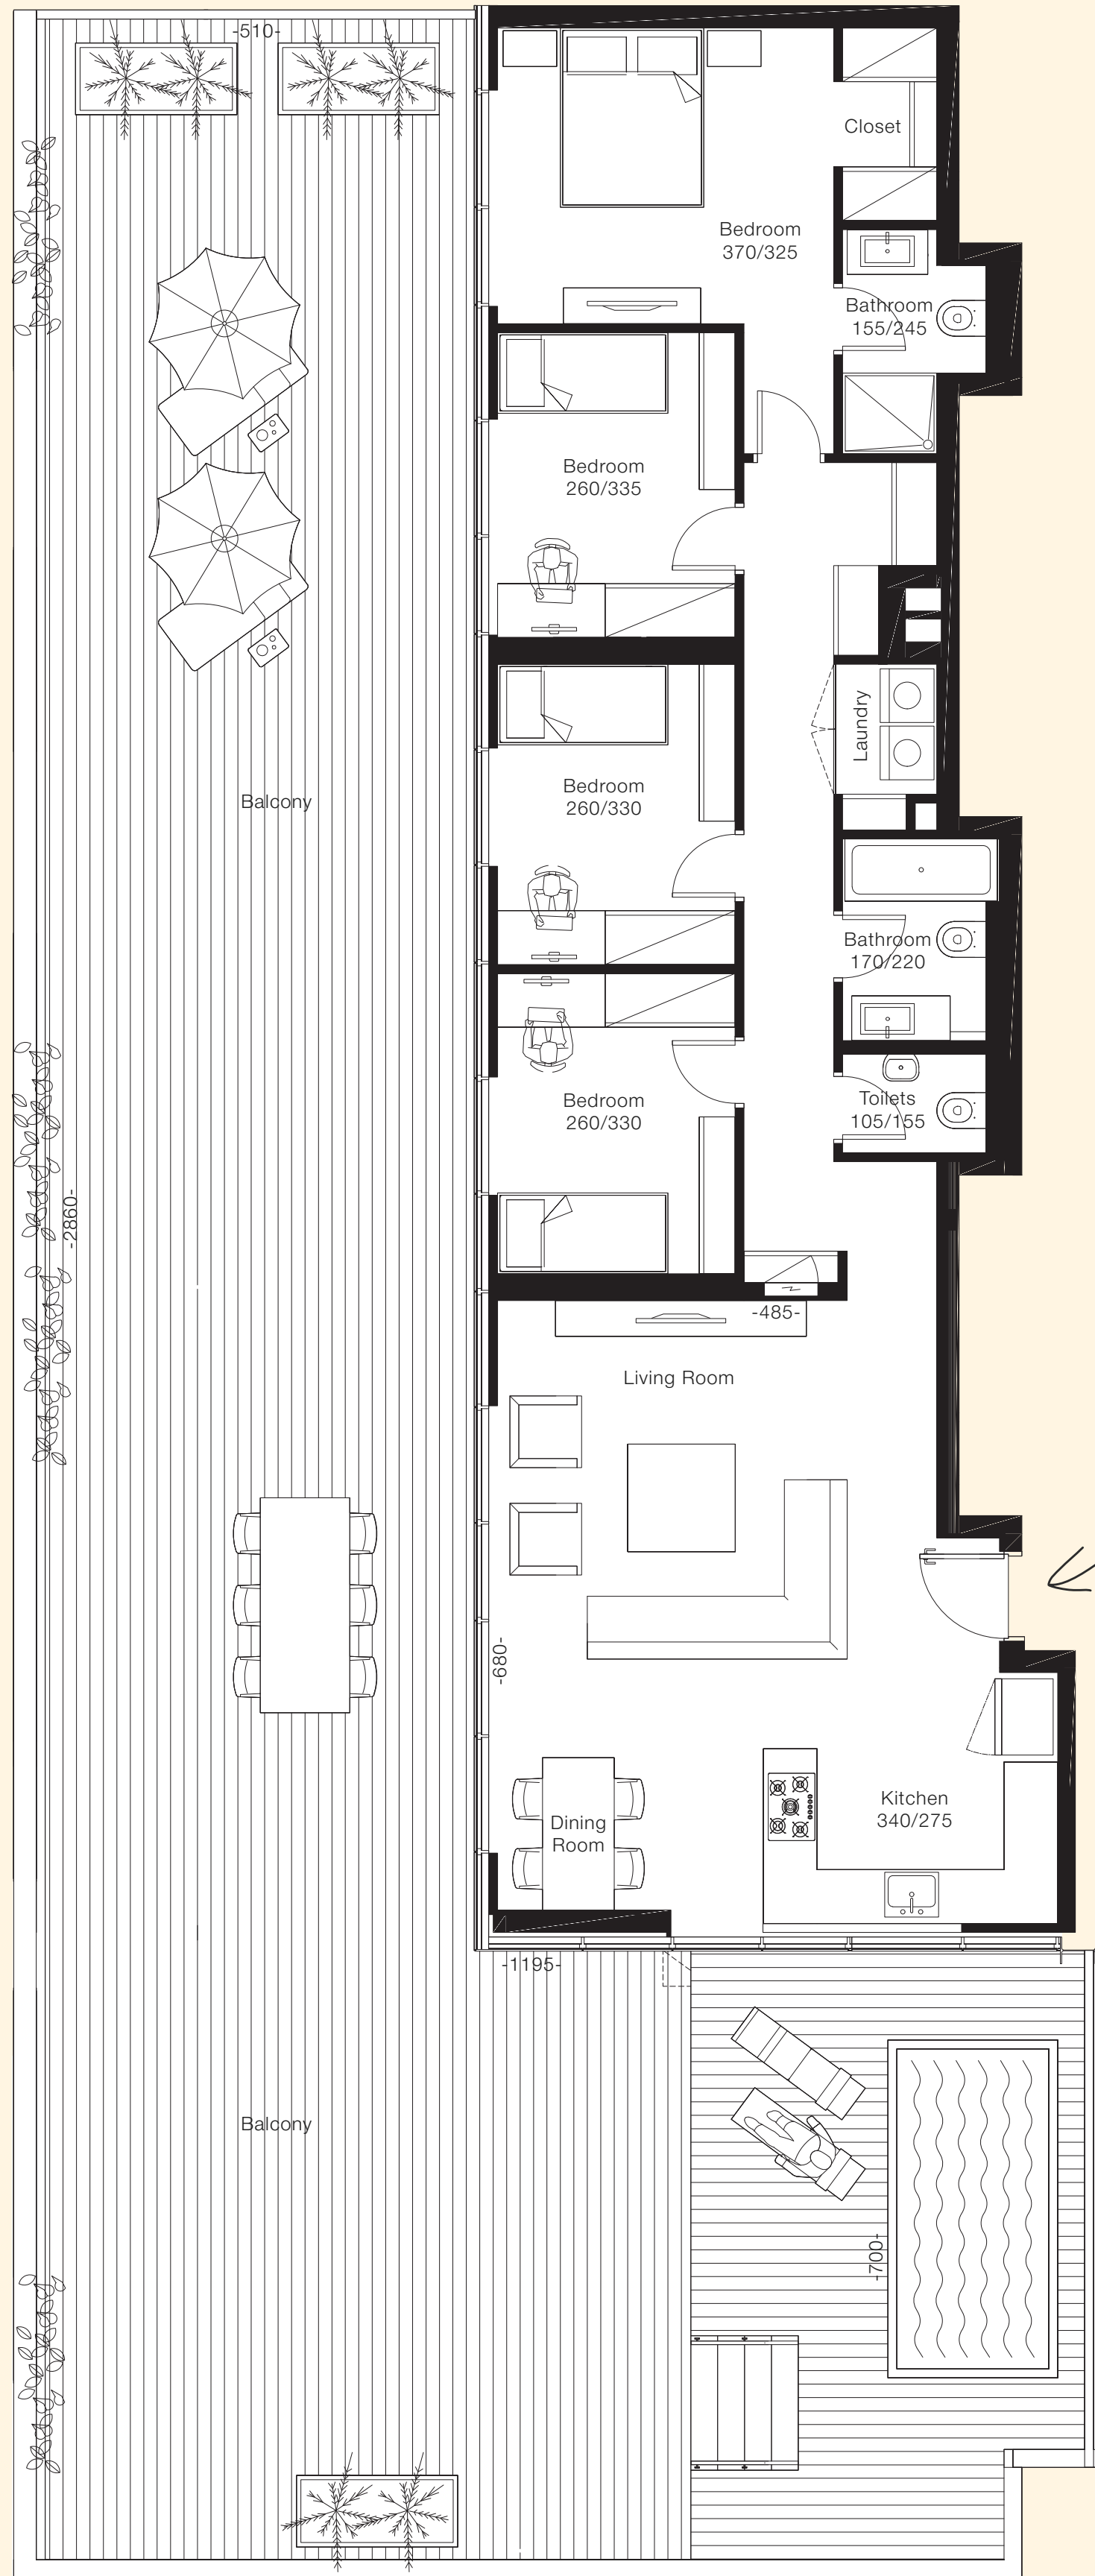 -510-
Closet
Bedroom
370/325
Bathroom
155/245
Bedroom
260/335
Laundry
Balcony
Bedroom
260/330
Bathroom
170/220
Bedroom
260/330
Toilets
105/155
-2860-
-485-
Living Room
-680-
Kitchen
340/275
Dining
Room
-1195-
Balcony
-700-